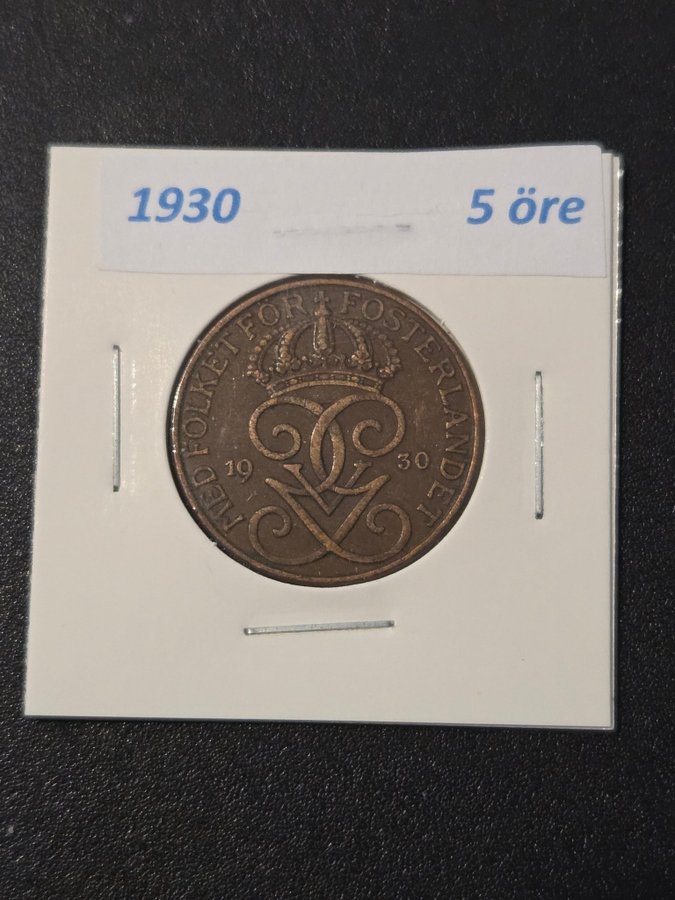 1930 5 öre
MED FOLKET FÖR FOSTERLANDET
19 30